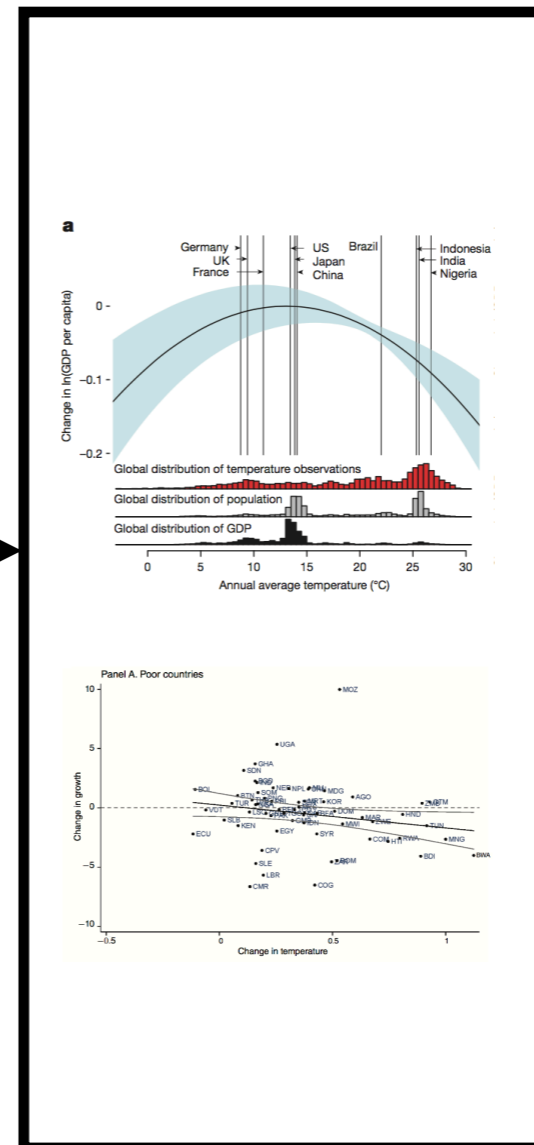 a
Germany US Brazil Indonesia
UK Japan India
France China Nigeria
Change in ln(GDP per capita)
0
−0.1
−0.2
Global distribution of temperature observations
Global distribution of population
Global distribution of GDP
0 5 10 15 20 25 30
Annual average temperature (°C)
Panel A. Poor countries
Change in growth
10
MOZ
UGA
5
GHA
SDN
BOL
SOM
NPL
MDG
BTN
AGO
TUR
KOR
VUT
LSO
DOM
HND
0
SLB
MAR
KEN
MWI
TUN
ECU
EGY
SYR
COM
RWA
MNG
HTI
CPV
BDI
BWA
SLE
−5
LBR
CMR
COG
−10
−0.5 0 0.5 1
Change in temperature